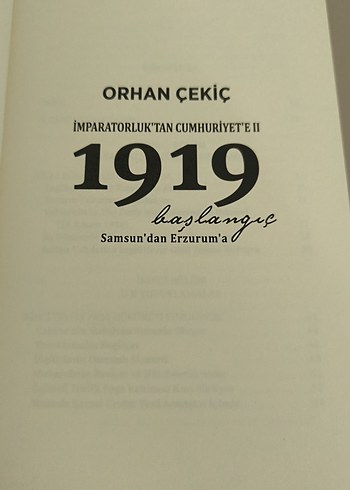 ORHAN ÇEKİÇ
İMPARATORLUK'TAN CUMHURİYET'E II
1919
başlangıç
Samsun'dan Erzurum'a